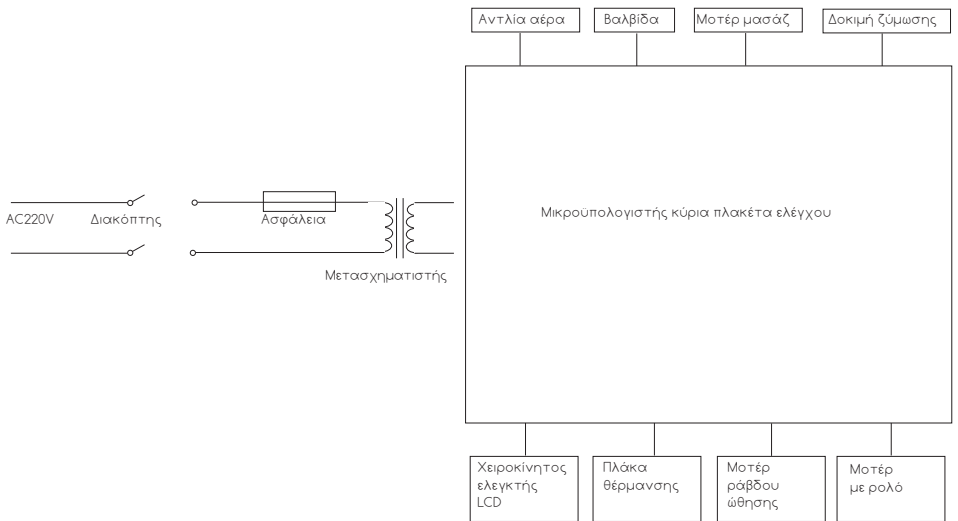 Αντλία αέρα
Βαλβίδα
Μοτέρ μασάζ
Δοκιμή ζύμωσης
AC220V
Διακόπτης
Ασφάλεια
Μετασχηματιστής
Μικροϋπολογιστής κύρια πλακέτα ελέγχου
Χειροκίνητος
ελεγκτής
LCD
Πλάκα
θέρμανσης
Μοτέρ
ράβδου
ώθησης
Μοτέρ
με ρολό